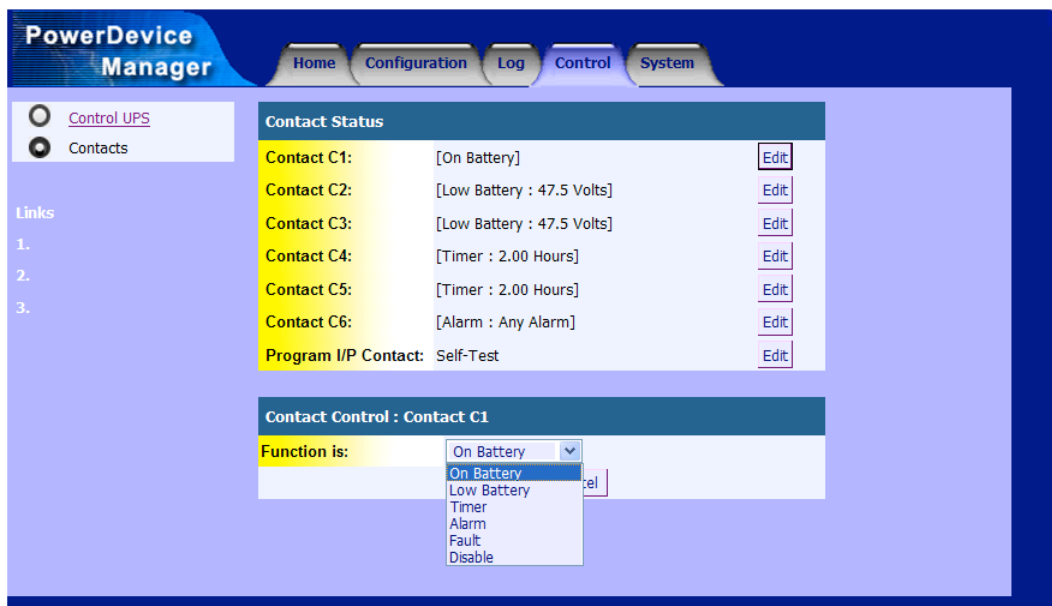 PowerDevice
Manager
Home Configuration Log Control System
Control UPS
Contacts
Links
1.
2.
3.
Contact Status
Contact C1: [On Battery] Edit
Contact C2: [Low Battery : 47.5 Volts] Edit
Contact C3: [Low Battery : 47.5 Volts] Edit
Contact C4: [Timer : 2.00 Hours] Edit
Contact C5: [Timer : 2.00 Hours] Edit
Contact C6: [Alarm : Any Alarm] Edit
Program I/P Contact: Self-Test Edit
Contact Control : Contact C1
Function is: On Battery
On Battery
Low Battery
Timer
Alarm
Fault
Disable